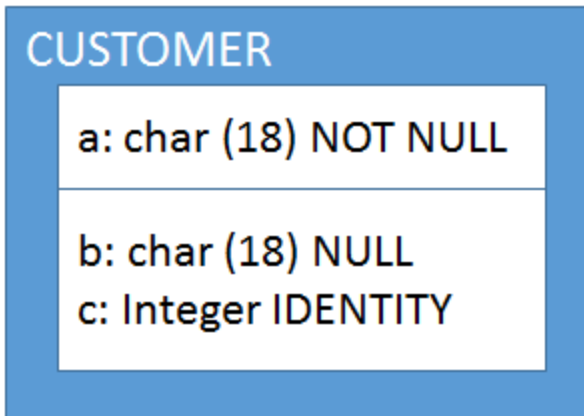 CUSTOMER
a: char (18) NOT NULL
b: char (18) NULL
c: Integer IDENTITY